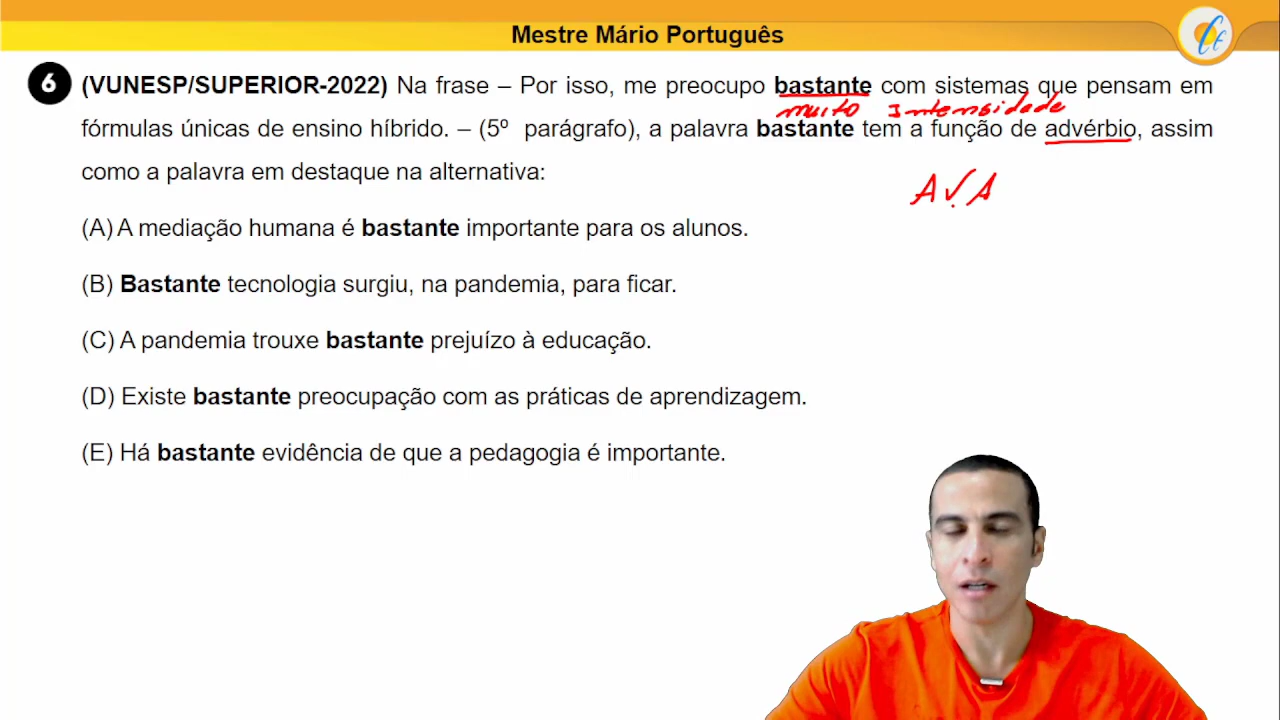 Mestre Mário Português
6 (VUNESP/SUPERIOR-2022) Na frase – Por isso, me preocupo bastante com sistemas que pensam em
muito Intensidade
fórmulas únicas de ensino híbrido. – (5º parágrafo), a palavra bastante tem a função de advérbio, assim
como a palavra em destaque na alternativa:
A V A
(A) A mediação humana é bastante importante para os alunos.
(B) Bastante tecnologia surgiu, na pandemia, para ficar.
(C) A pandemia trouxe bastante prejuízo à educação.
(D) Existe bastante preocupação com as práticas de aprendizagem.
(E) Há bastante evidência de que a pedagogia é importante.